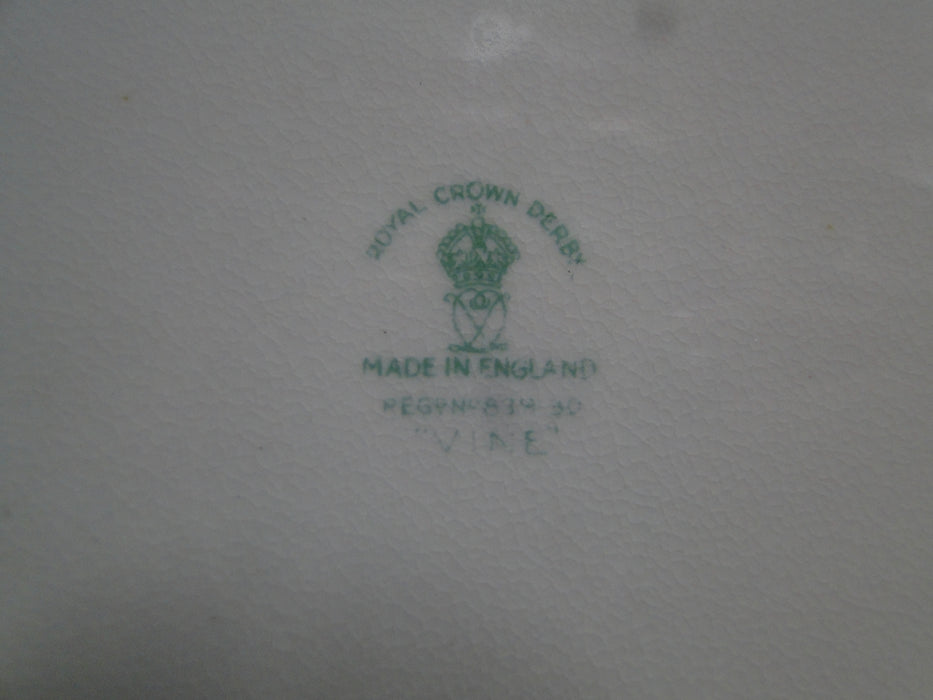 ROYAL CROWN DERBY
MADE IN ENGLAND
"VINE"